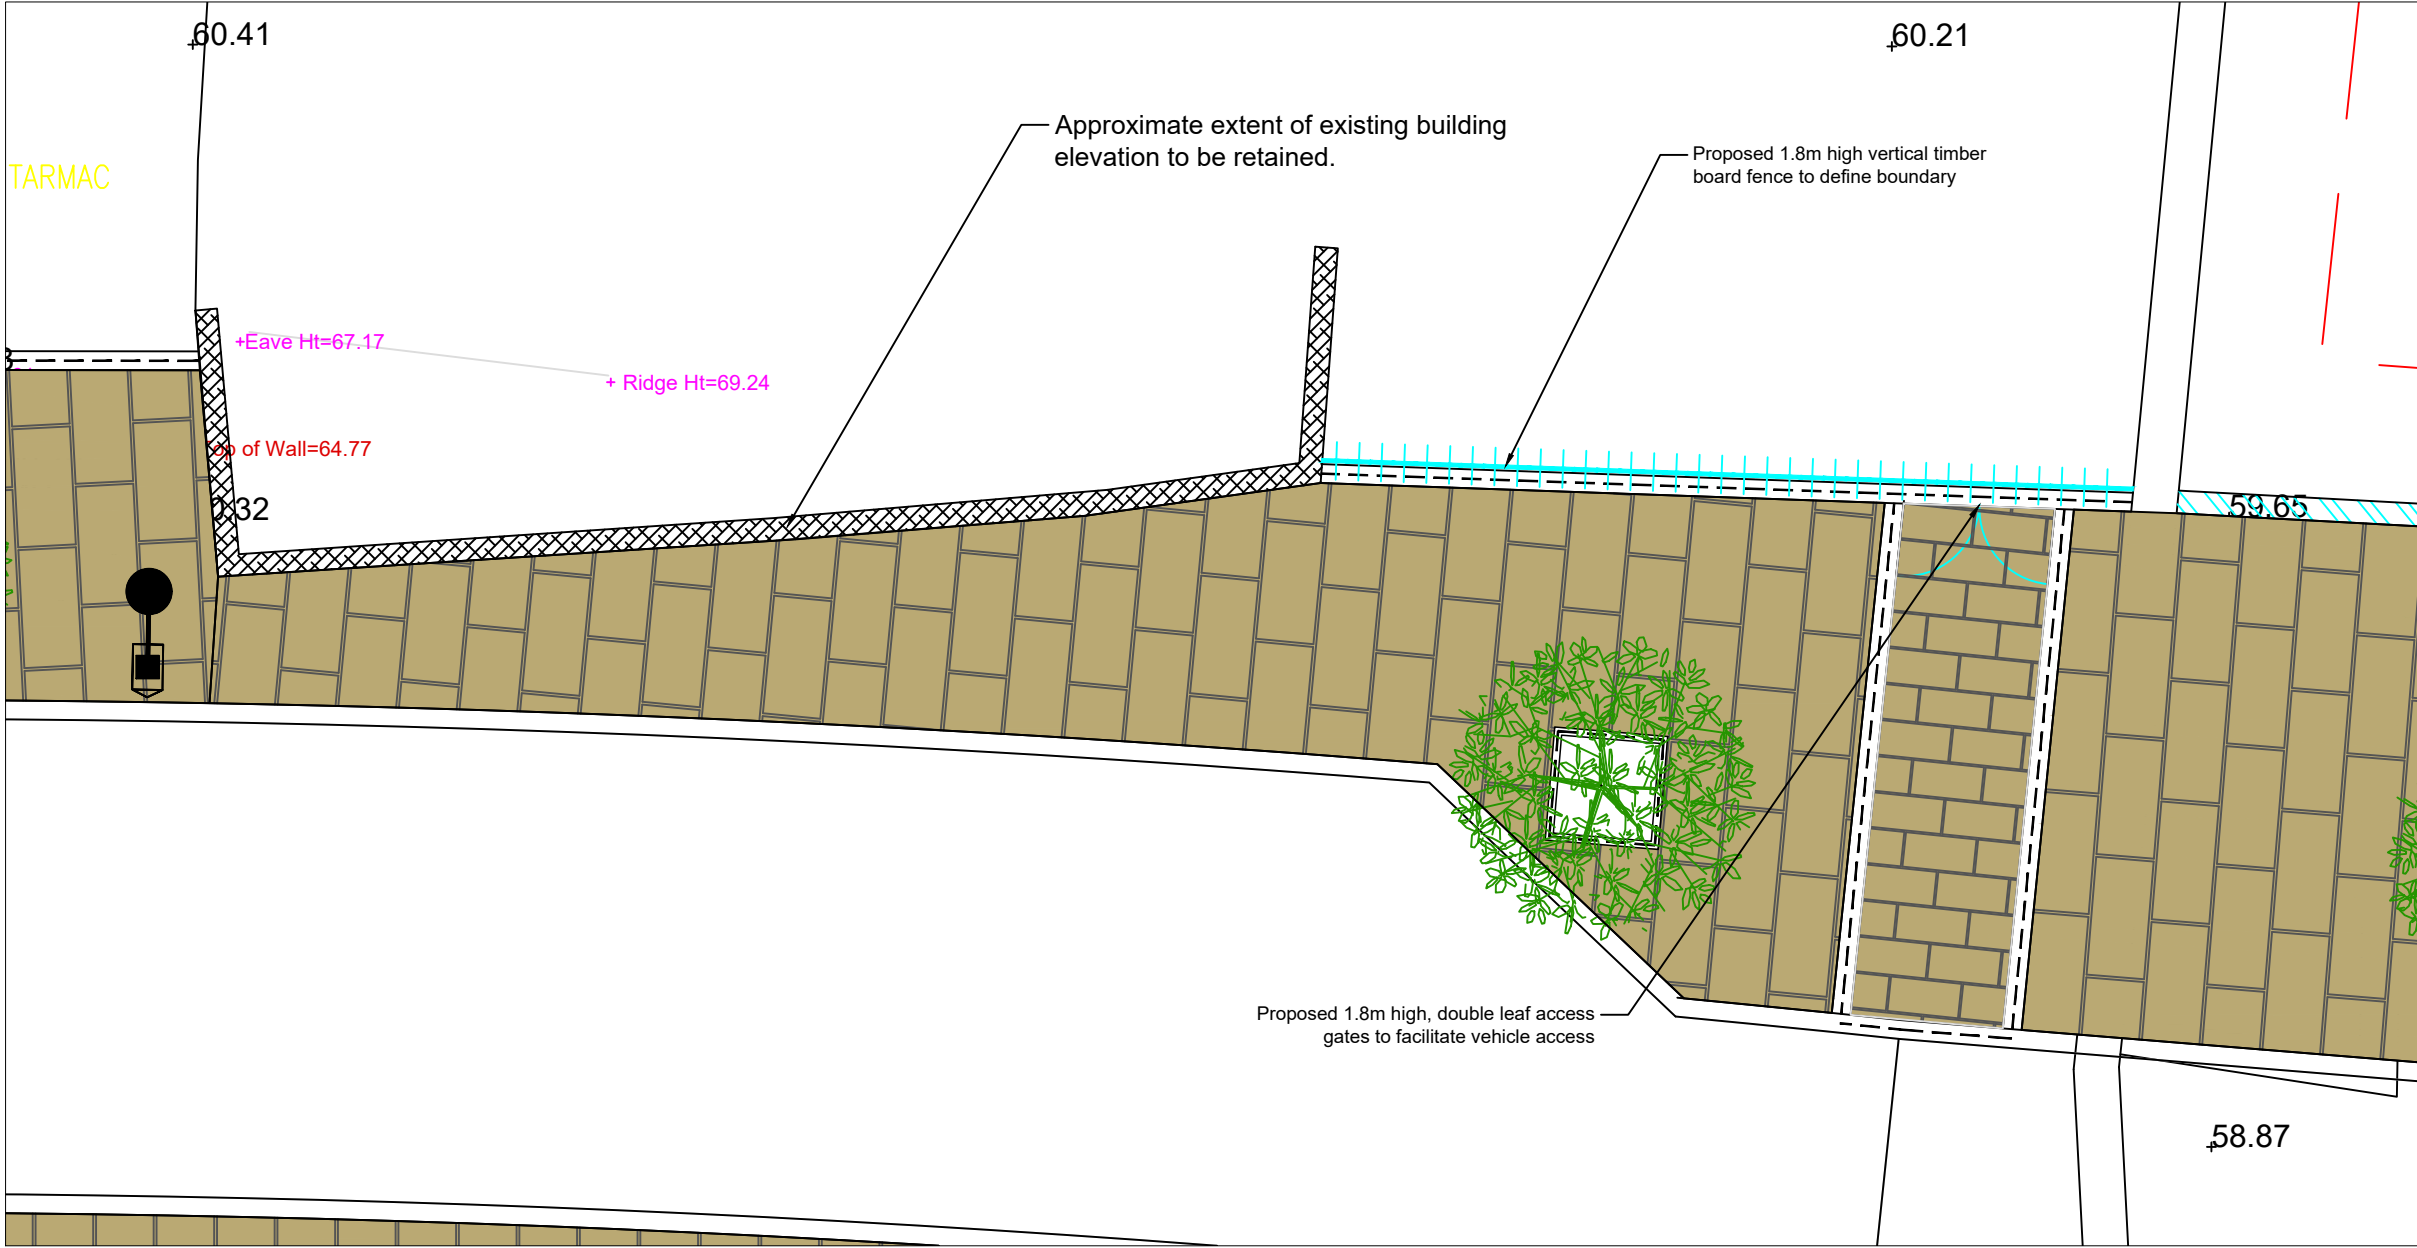 60.41
60.21
Approximate extent of existing building
elevation to be retained.
Proposed 1.8m high vertical timber
board fence to define boundary
TARMAC
+Eave Ht=67.17
+ Ridge Ht=69.24
of Wall=64.77
.32
59.65
Proposed 1.8m high, double leaf access
gates to facilitate vehicle access
58.87